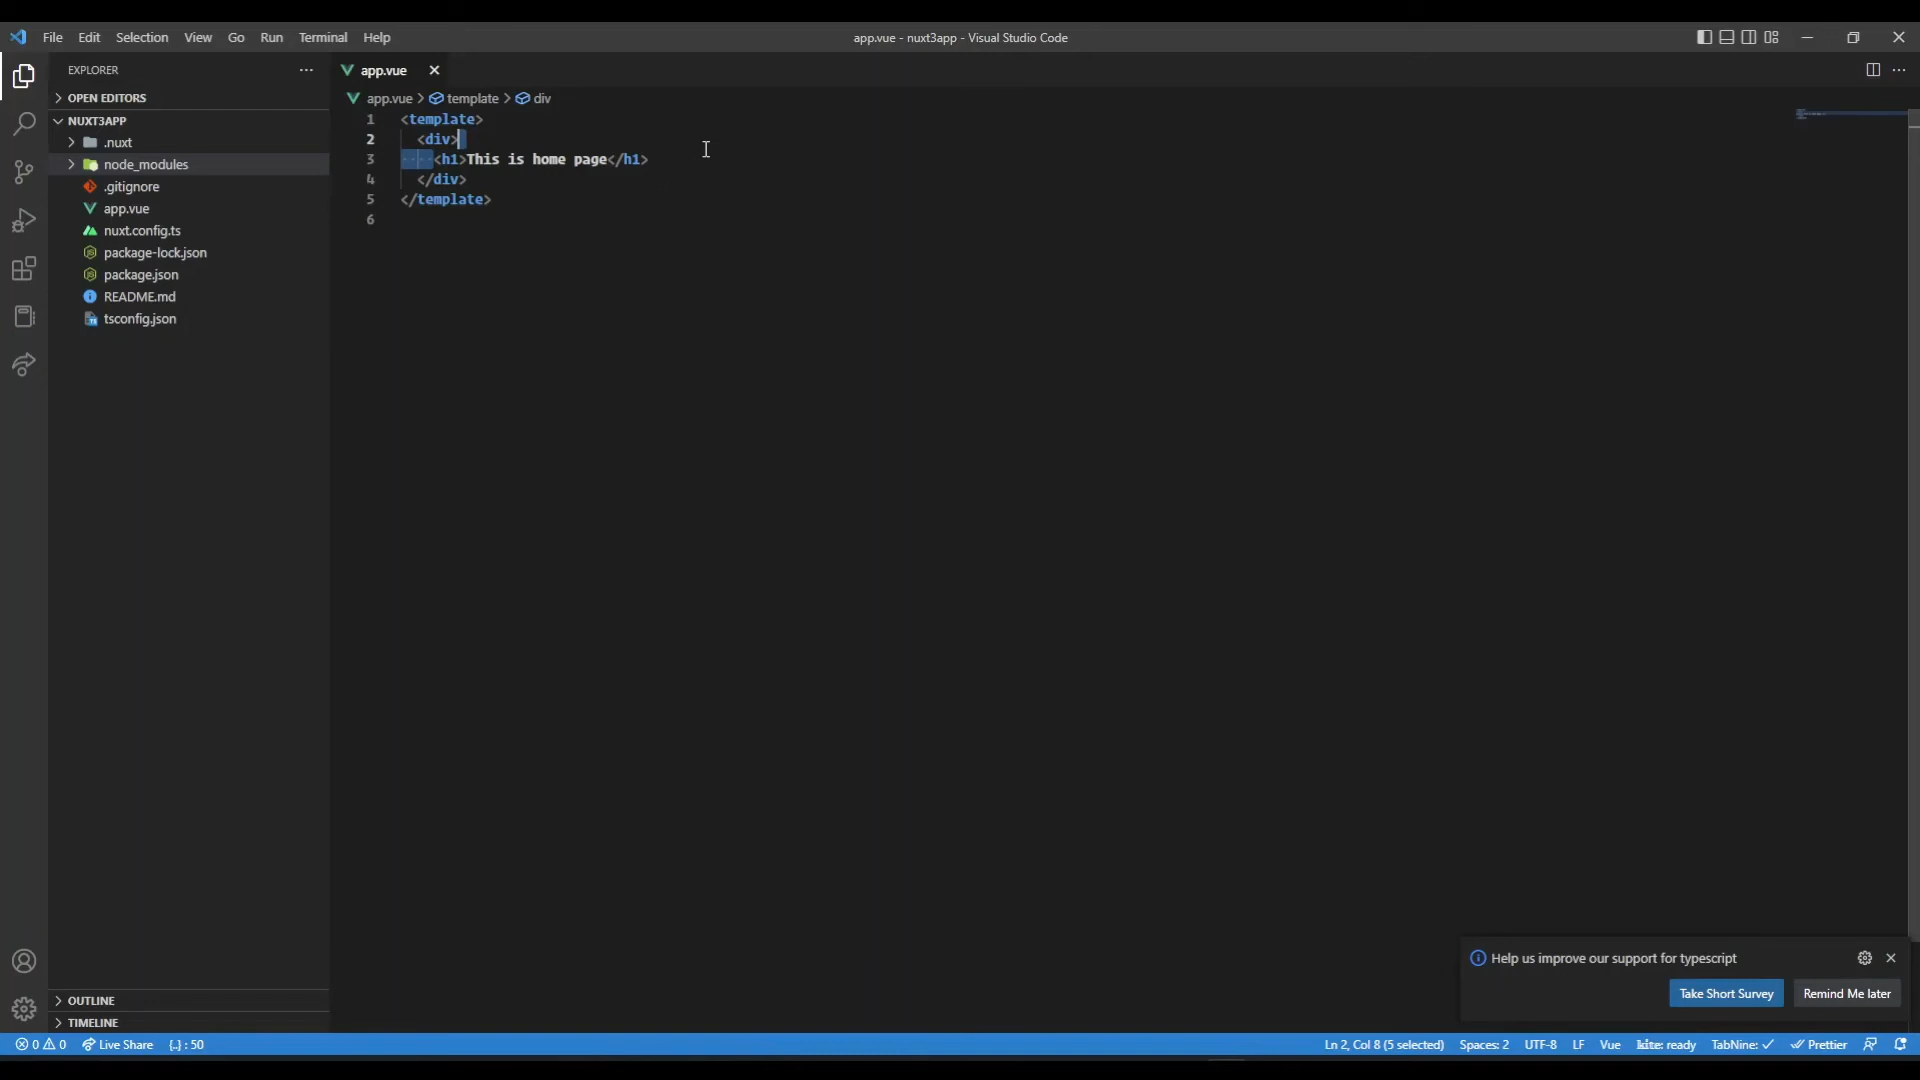 File Edit Selection View Go Run Terminal Help
app.vue - nuxt3app - Visual Studio Code
EXPLORER
OPEN EDITORS
NUXT3APP
.nuxt
node_modules
.gitignore
app.vue
nuxt.config.ts
package-lock.json
package.json
README.md
tsconfig.json
OUTLINE
TIMELINE
app.vue
app.vue > template > div
1 <template>
2 <div>
3 <h1>This is home page</h1>
4 </div>
5 </template>
6
Help us improve our support for typescript
Take Short Survey Remind Me later
0 0 Live Share {..} : 50 Ln 2, Col 8 (5 selected) Spaces: 2 UTF-8 LF Vue kite: ready TabNine: ✓ Prettier